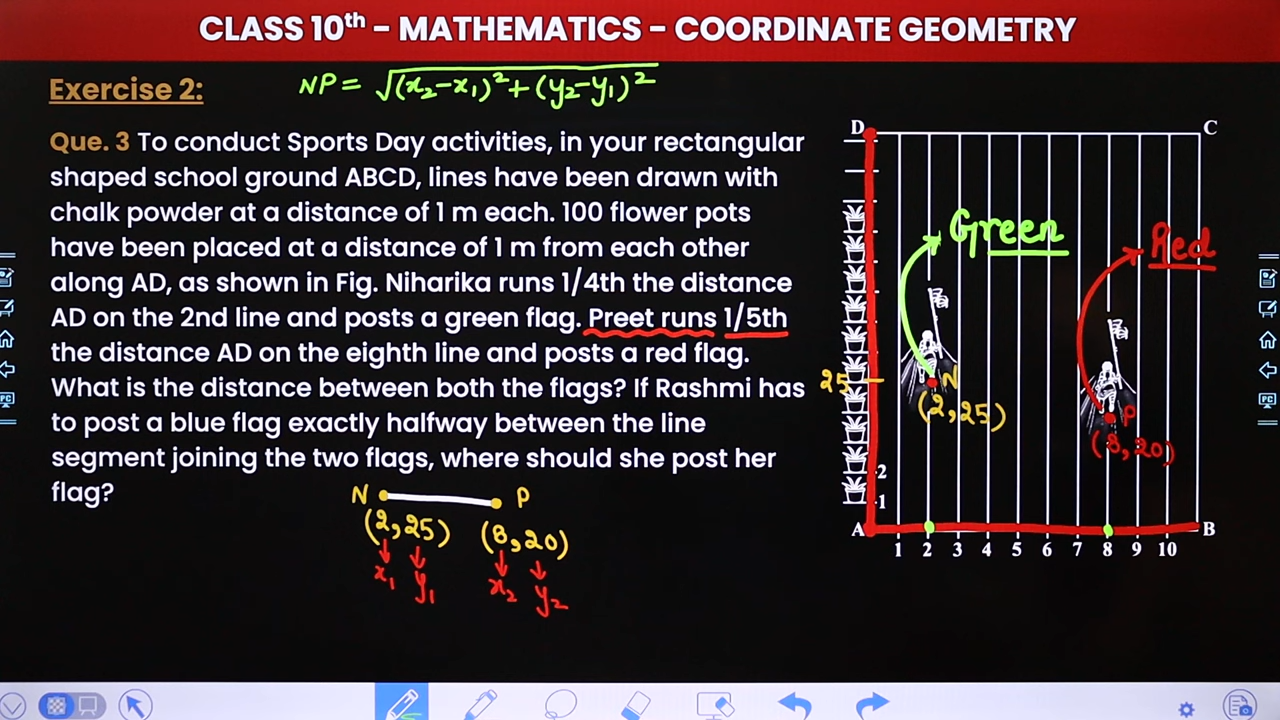 CLASS 10th - MATHEMATICS - COORDINATE GEOMETRY
Exercise 2:
NP = √(x₂-x₁)² + (y₂-y₁)²
Que. 3 To conduct Sports Day activities, in your rectangular
shaped school ground ABCD, lines have been drawn with
chalk powder at a distance of 1 m each. 100 flower pots
have been placed at a distance of 1 m from each other
along AD, as shown in Fig. Niharika runs 1/4th the distance
AD on the 2nd line and posts a green flag. Preet runs 1/5th
the distance AD on the eighth line and posts a red flag.
What is the distance between both the flags? If Rashmi has
to post a blue flag exactly halfway between the line
segment joining the two flags, where should she post her
flag?
N P
(2,25) (8,20)
x₁ y₁ x₂ y₂
D C
Green Red
25 N
(2,25) P
(8,20)
2
1
A B
1 2 3 4 5 6 7 8 9 10
PC PC